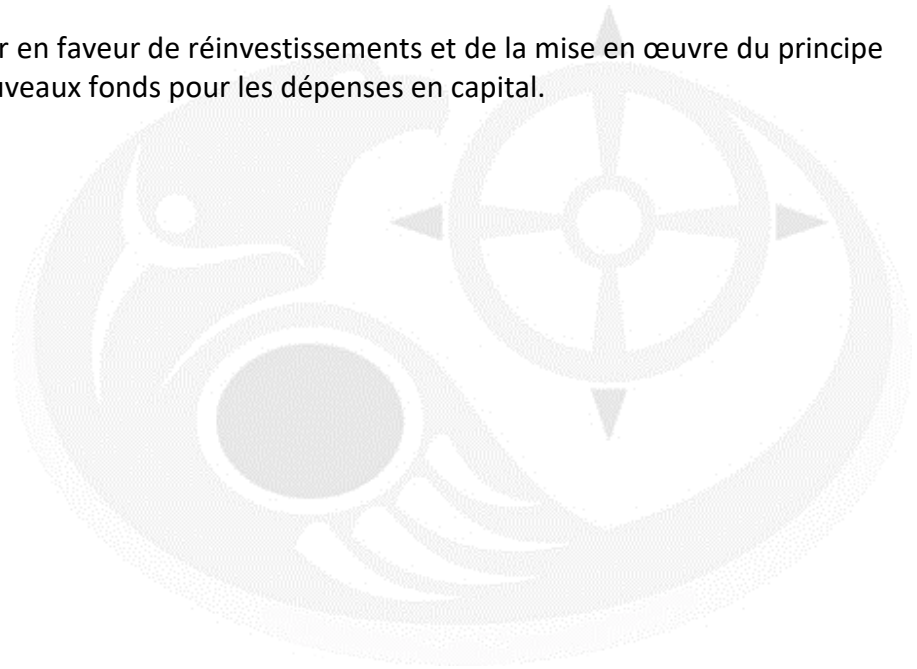 r en faveur de réinvestissements et de la mise en œuvre du principe
uveaux fonds pour les dépenses en capital.